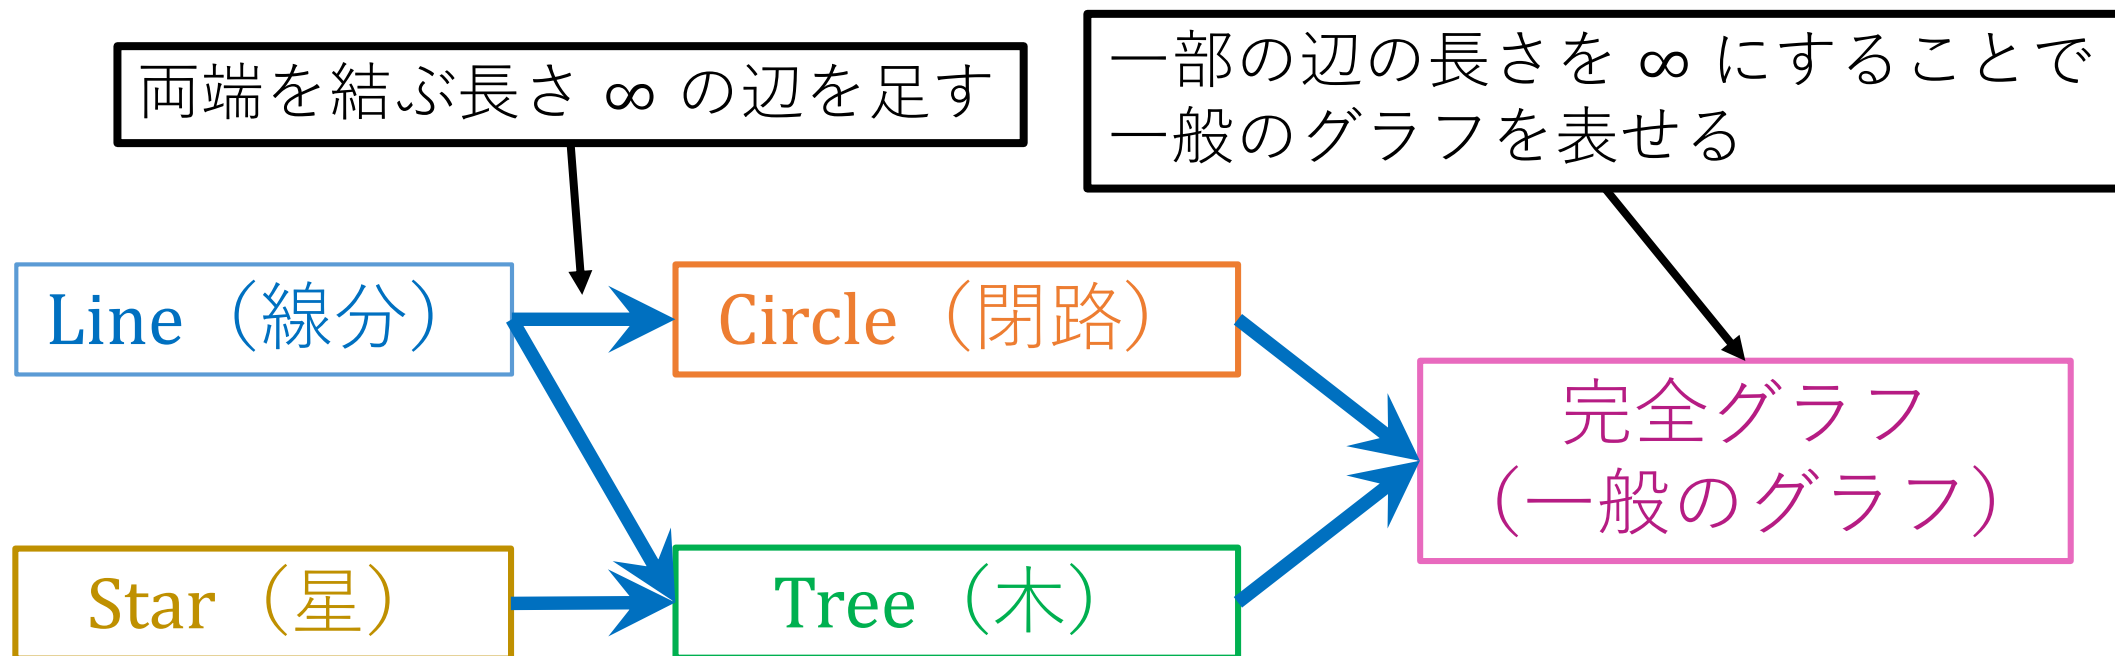 両端を結ぶ長さ ∞ の辺を足す
一部の辺の長さを ∞ にすることで
一般のグラフを表せる
Line（線分）
Circle（閉路）
完全グラフ
（一般のグラフ）
Star（星）
Tree（木）